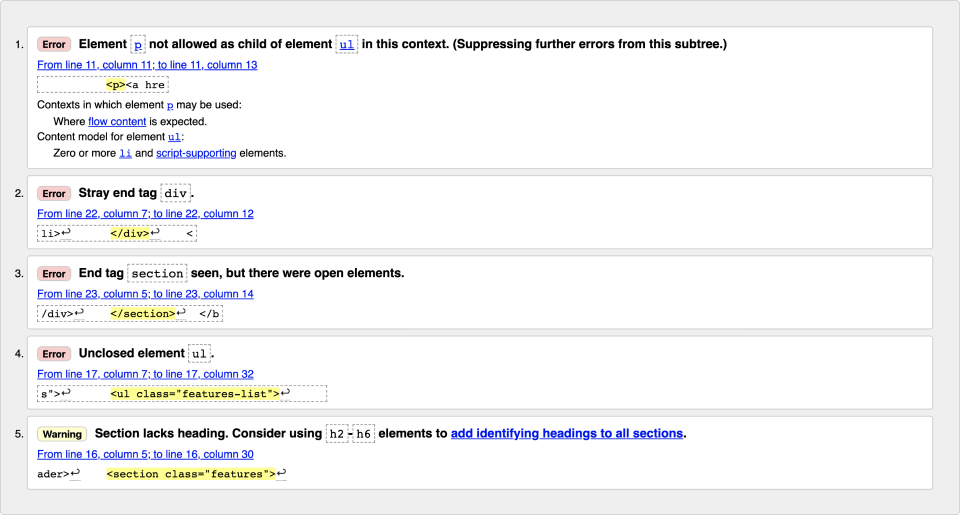 1. Error Element p not allowed as child of element ul in this context. (Suppressing further errors from this subtree.)
From line 11, column 11; to line 11, column 13
<p><a hre
Contexts in which element p may be used:
Where flow content is expected.
Content model for element ul:
Zero or more li and script-supporting elements.
2. Error Stray end tag div.
From line 22, column 7; to line 22, column 12
li>↩ </div>↩ <
3. Error End tag section seen, but there were open elements.
From line 23, column 5; to line 23, column 14
/div>↩ </section>↩ </b
4. Error Unclosed element ul.
From line 17, column 7; to line 17, column 32
s">↩ <ul class="features-list">↩
5. Warning Section lacks heading. Consider using h2-h6 elements to add identifying headings to all sections.
From line 16, column 5; to line 16, column 30
ader>↩ <section class="features">↩